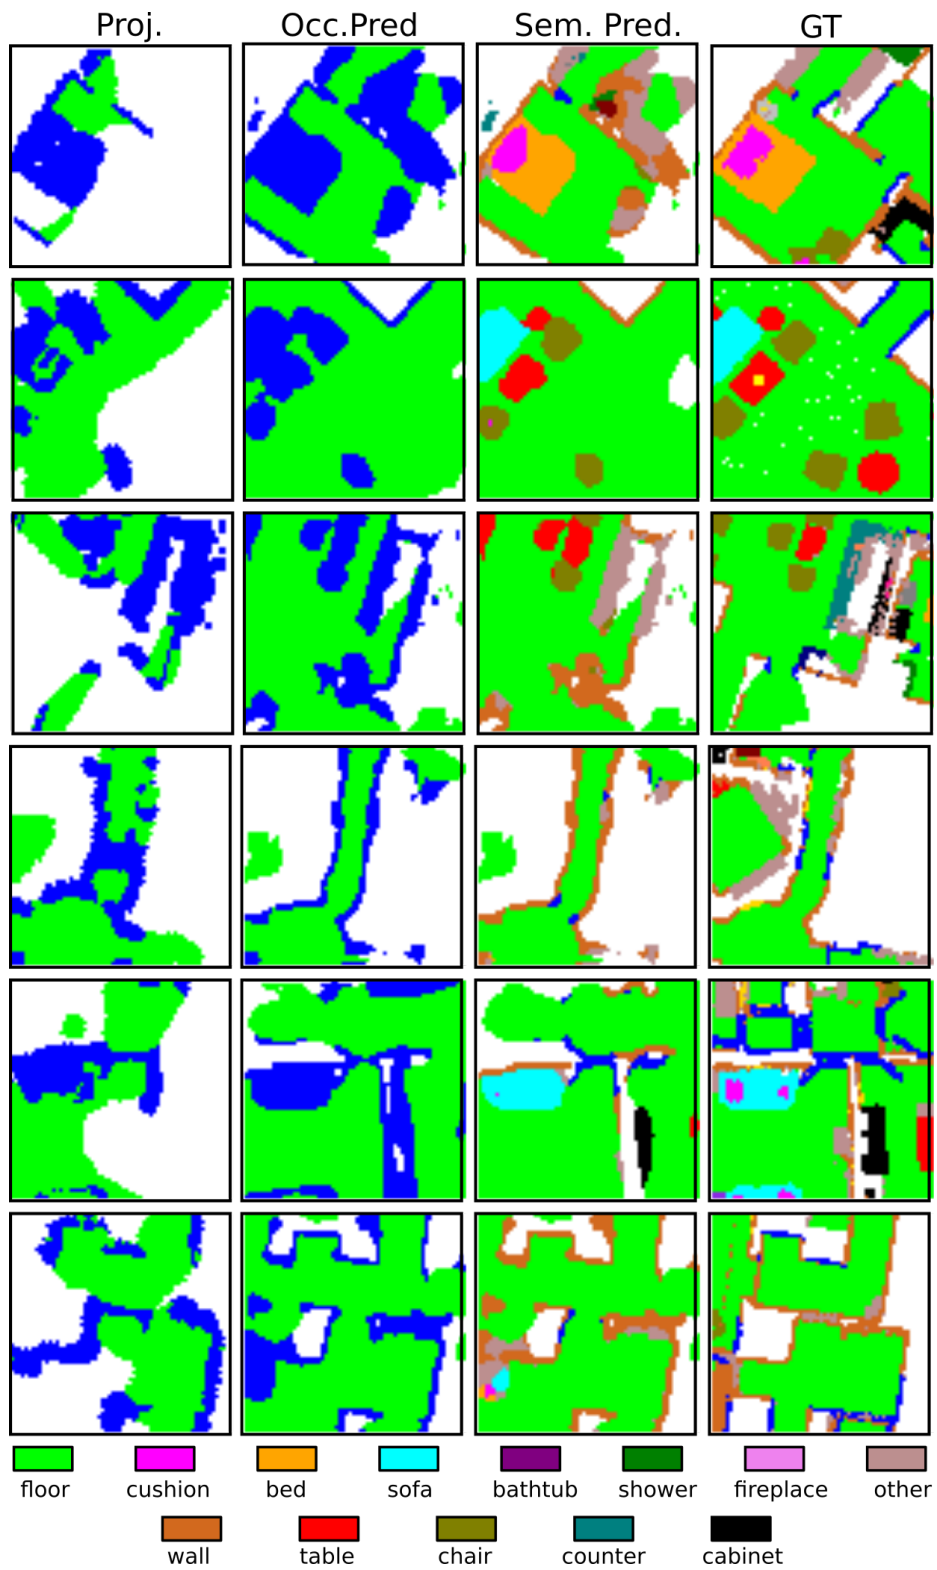 Proj. Occ.Pred Sem. Pred. GT
floor cushion bed sofa bathtub shower fireplace other
wall table chair counter cabinet